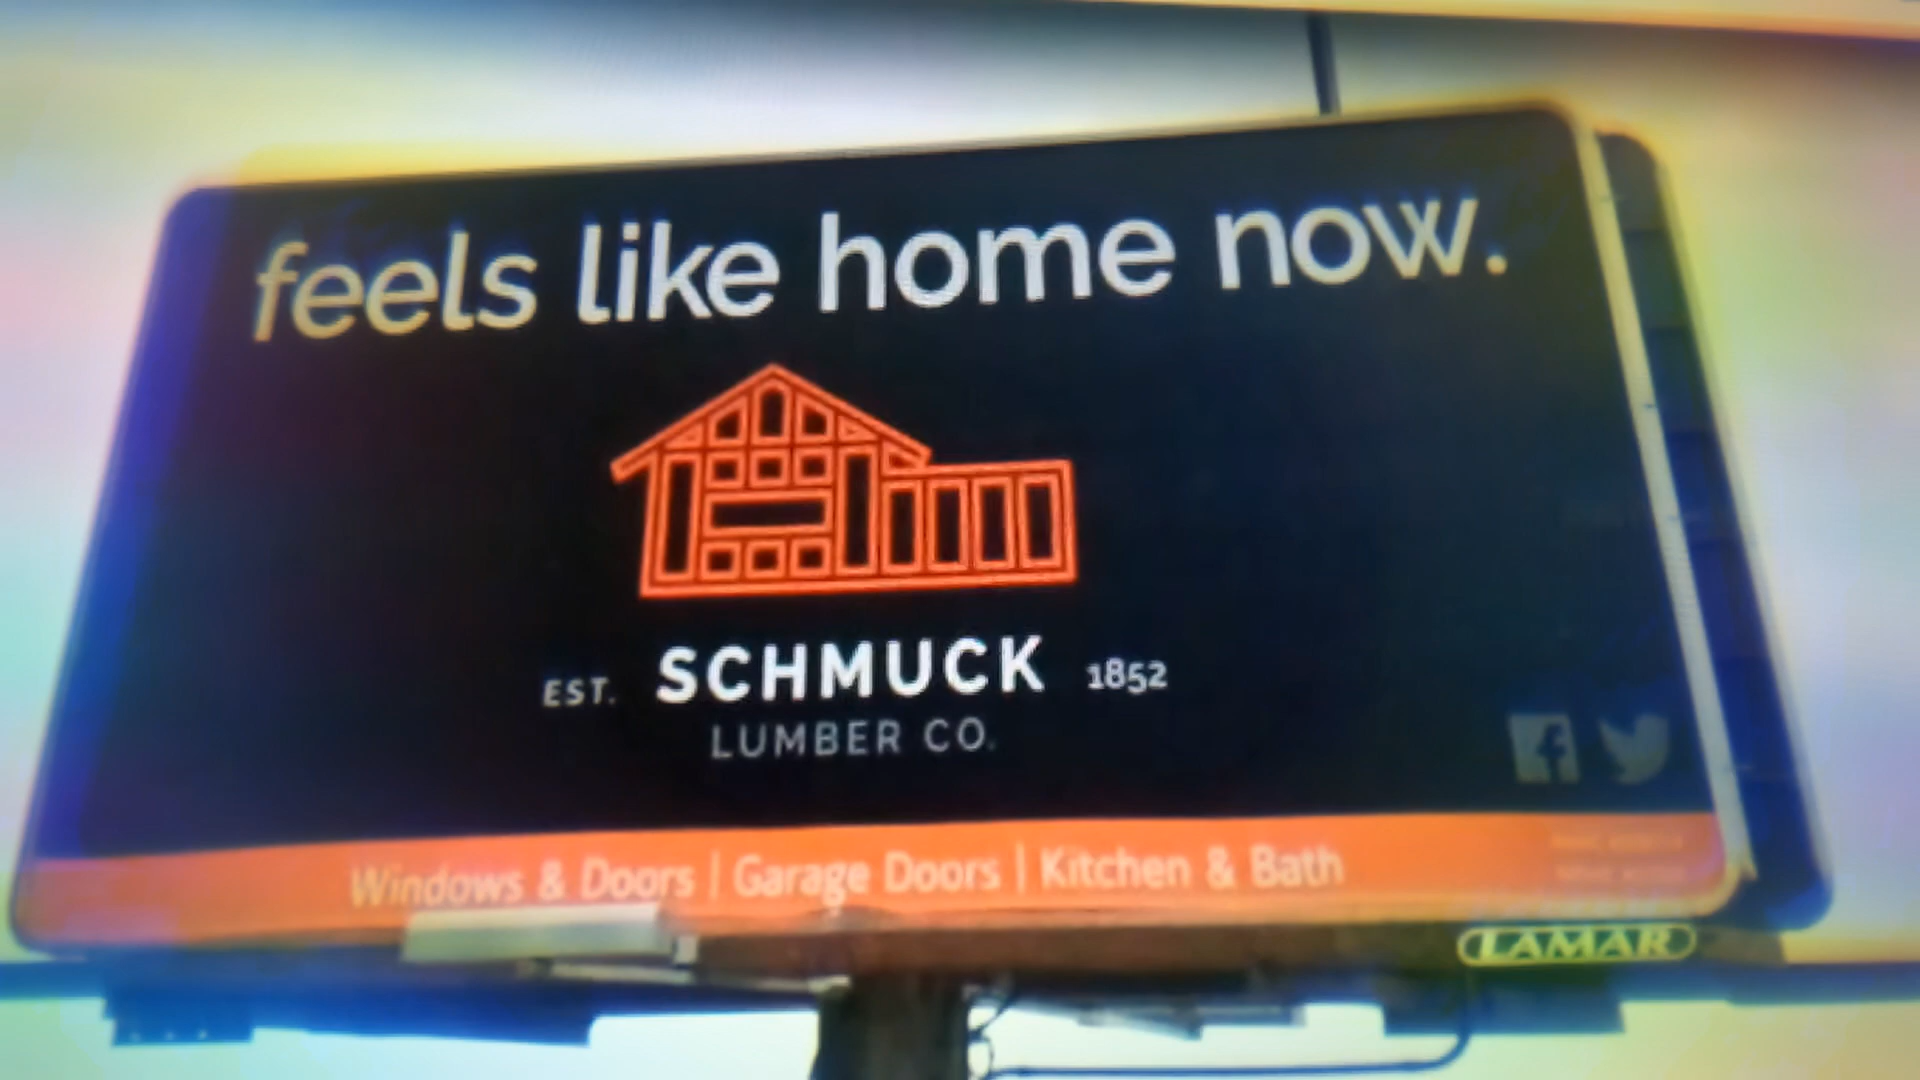 feels like home now.
EST. SCHMUCK 1852
LUMBER CO.
Windows & Doors | Garage Doors | Kitchen & Bath
LAMAR